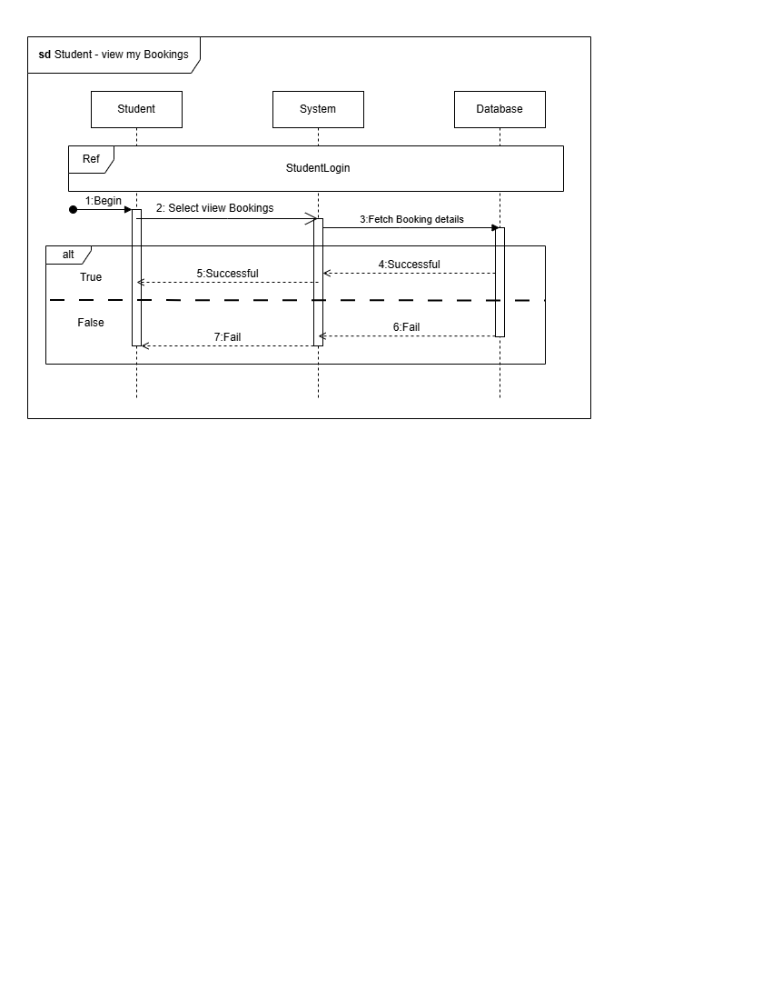 sd Student - view my Bookings
Student
System
Database
Ref
StudentLogin
1:Begin
2: Select viiew Bookings
3:Fetch Booking details
alt
True
4:Successful
5:Successful
False
6:Fail
7:Fail